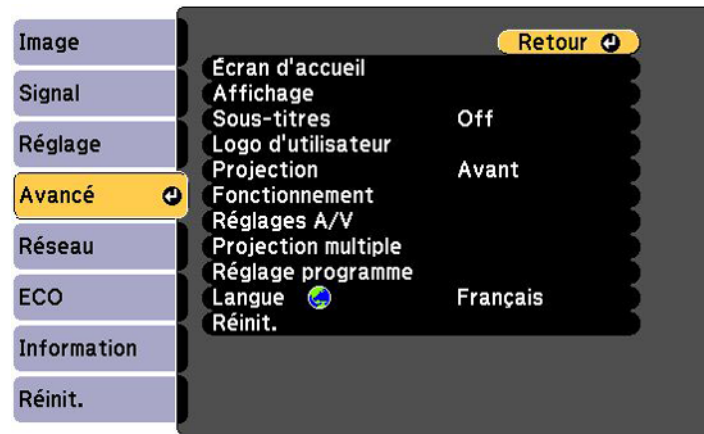 Image
Signal
Réglage
Avancé
Réseau
ECO
Information
Réinit.
Retour
Écran d'accueil
Affichage
Sous-titres Off
Logo d'utilisateur
Projection Avant
Fonctionnement
Réglages A/V
Projection multiple
Réglage programme
Langue Français
Réinit.